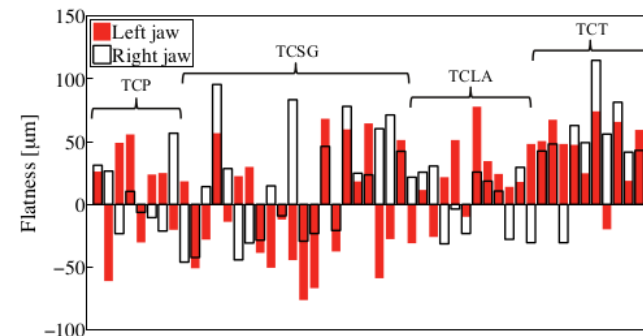 150
Left jaw
Right jaw
TCP
TCSG
TCLA
TCT
100
50
0
−50
−100
Flatness [μm]